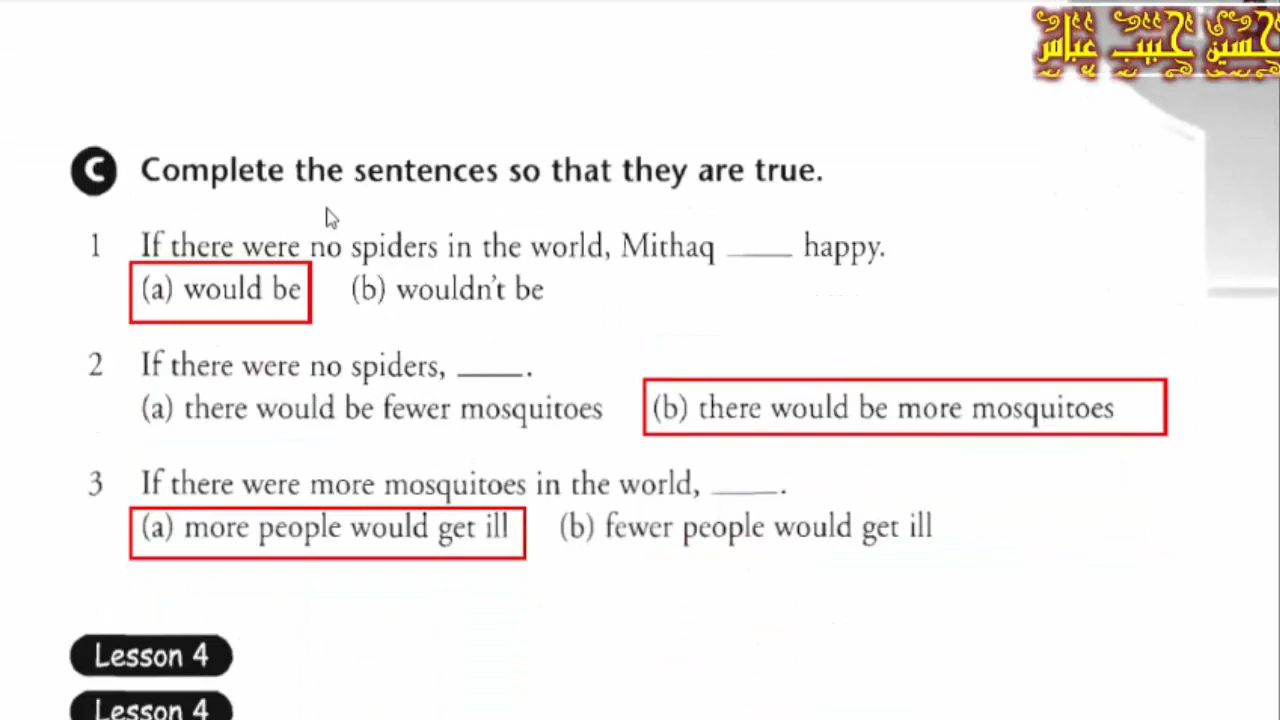 حسين حبيب عباس
C Complete the sentences so that they are true.
1 If there were no spiders in the world, Mithaq ____ happy.
(a) would be (b) wouldn't be
2 If there were no spiders, ____.
(a) there would be fewer mosquitoes (b) there would be more mosquitoes
3 If there were more mosquitoes in the world, ____.
(a) more people would get ill (b) fewer people would get ill
Lesson 4
Lesson 4